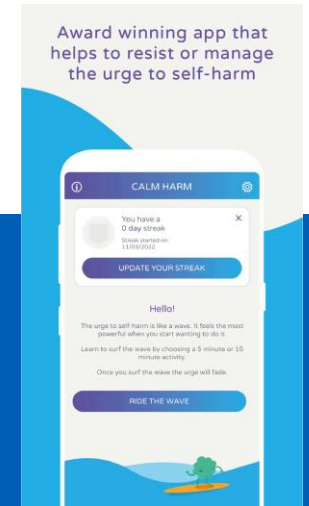 Award winning app that
helps to resist or manage
the urge to self-harm
CALM HARM
You have a
0 day streak
Streak started on:
11/03/2022
UPDATE YOUR STREAK
Hello!
The urge to self-harm is like a wave. It feels the most
powerful when you start wanting to do it.
Learn to surf the wave by choosing a 5 minute or 15
minute activity.
Once you surf the wave the urge will fade.
RIDE THE WAVE